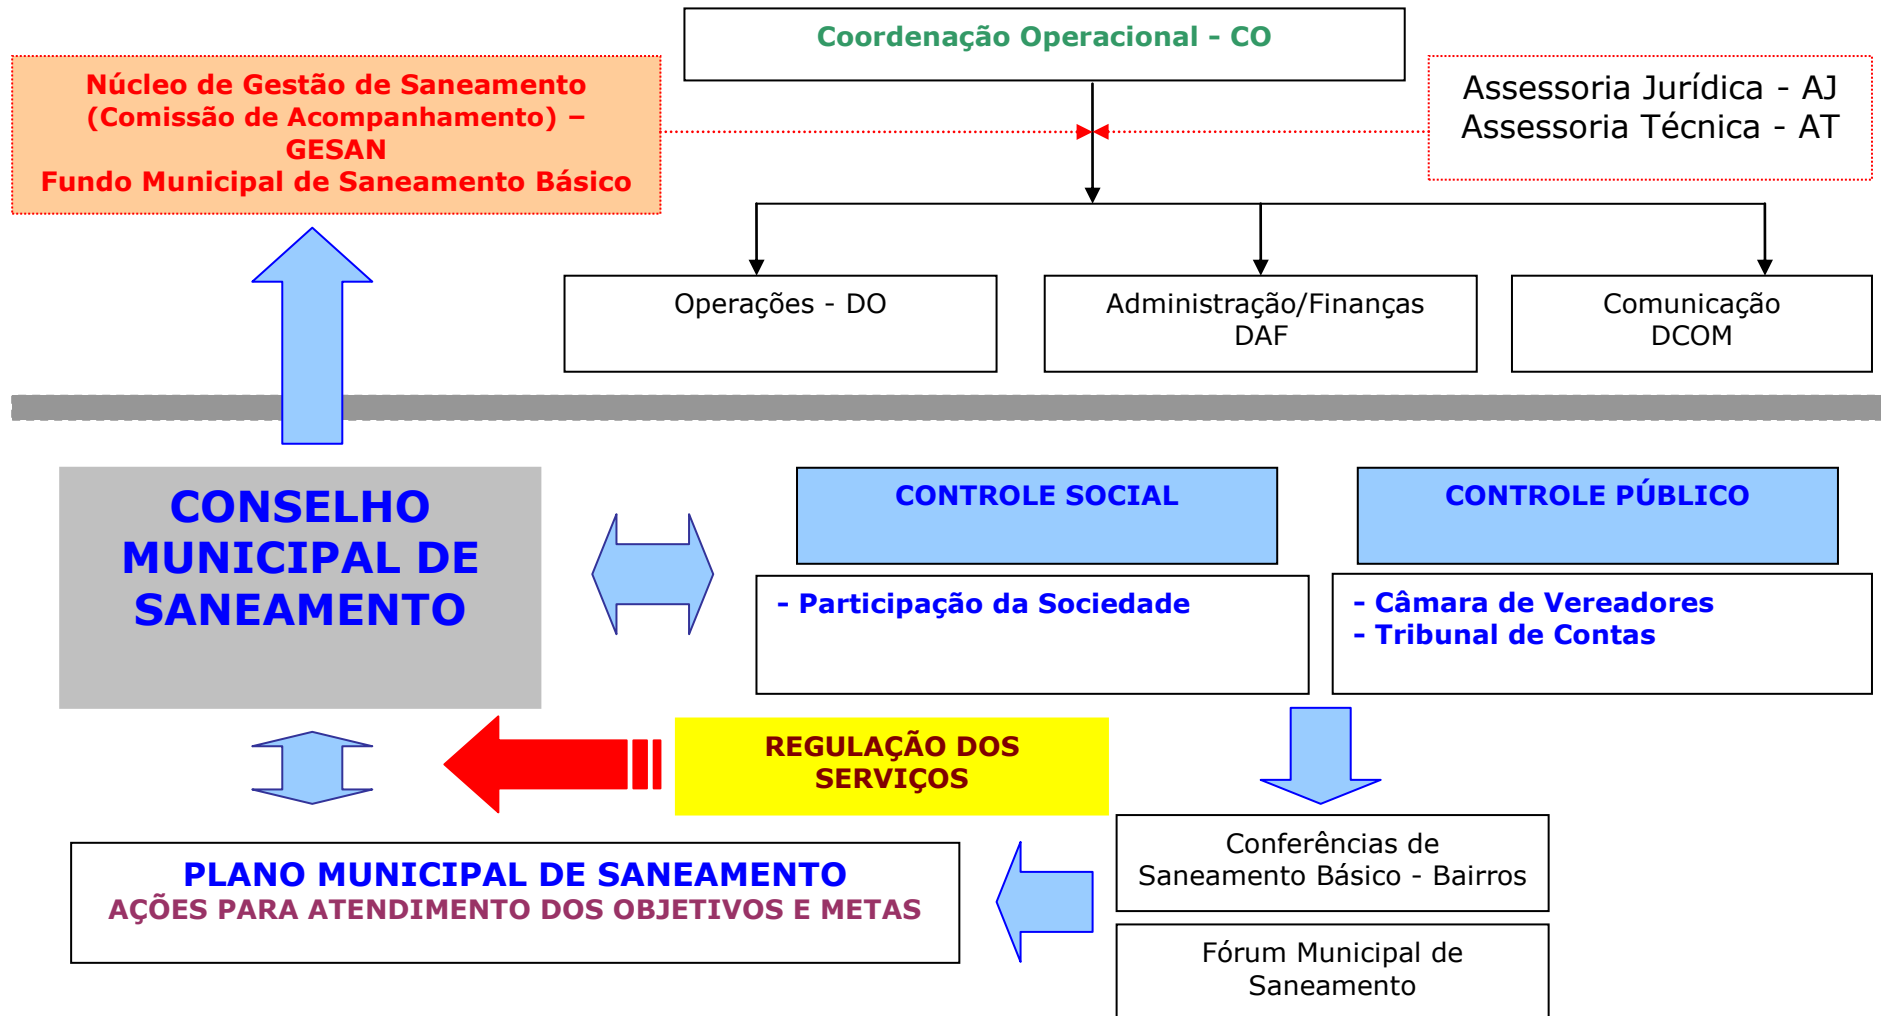 Coordenação Operacional - CO
Núcleo de Gestão de Saneamento
(Comissão de Acompanhamento) –
GESAN
Fundo Municipal de Saneamento Básico
Assessoria Jurídica - AJ
Assessoria Técnica - AT
Operações - DO
Administração/Finanças
DAF
Comunicação
DCOM
CONSELHO
MUNICIPAL DE
SANEAMENTO
CONTROLE SOCIAL
- Participação da Sociedade
CONTROLE PÚBLICO
- Câmara de Vereadores
- Tribunal de Contas
REGULAÇÃO DOS
SERVIÇOS
PLANO MUNICIPAL DE SANEAMENTO
AÇÕES PARA ATENDIMENTO DOS OBJETIVOS E METAS
Conferências de
Saneamento Básico - Bairros
Fórum Municipal de
Saneamento